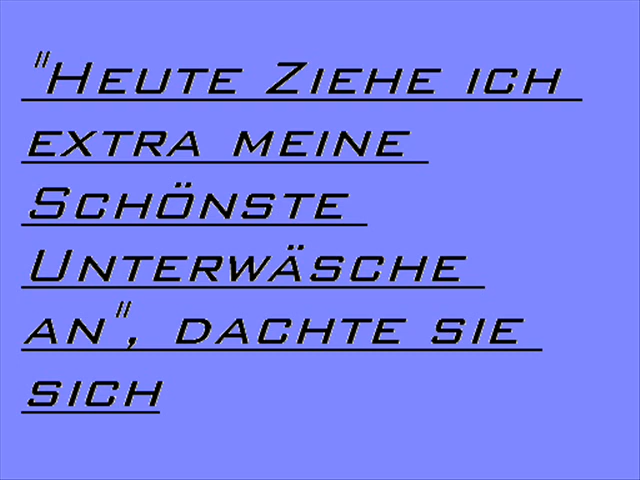 "Heute Ziehe ich
extra meine
Schönste
Unterwäsche
an", dachte sie
sich